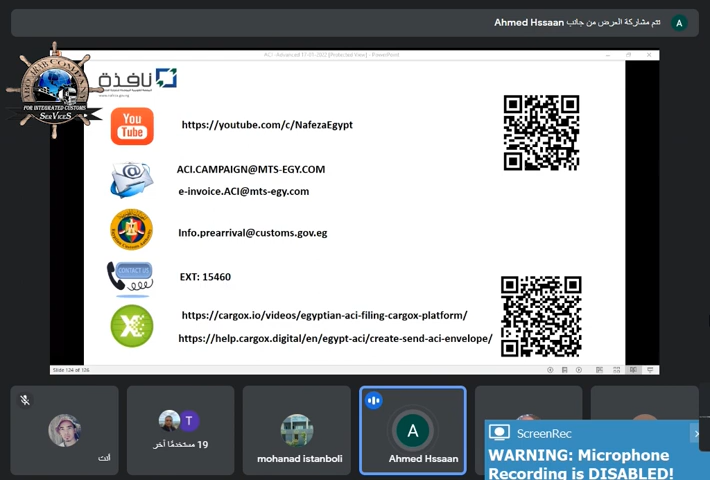 تتم مشاركة العرض من جانب Ahmed Hssaan
A
ACI -Advanced 17-01-2022 [Protected View] - PowerPoint
FOR INTEGRATED CUSTOMS
SERVICES
نافذة
You
Tube
https://youtube.com/c/NafezaEgypt
ACI.CAMPAIGN@MTS-EGY.COM
e-invoice.ACI@mts-egy.com
Info.prearrival@customs.gov.eg
CONTACT US
EXT: 15460
https://cargox.io/videos/egyptian-aci-filing-cargox-platform/
https://help.cargox.digital/en/egypt-aci/create-send-aci-envelope/
Slide 124 of 126
أنت
T
19 مستخدمًا آخر
mohanad istanboli
A
Ahmed Hssaan
ScreenRec
WARNING: Microphone
Recording is DISABLED!